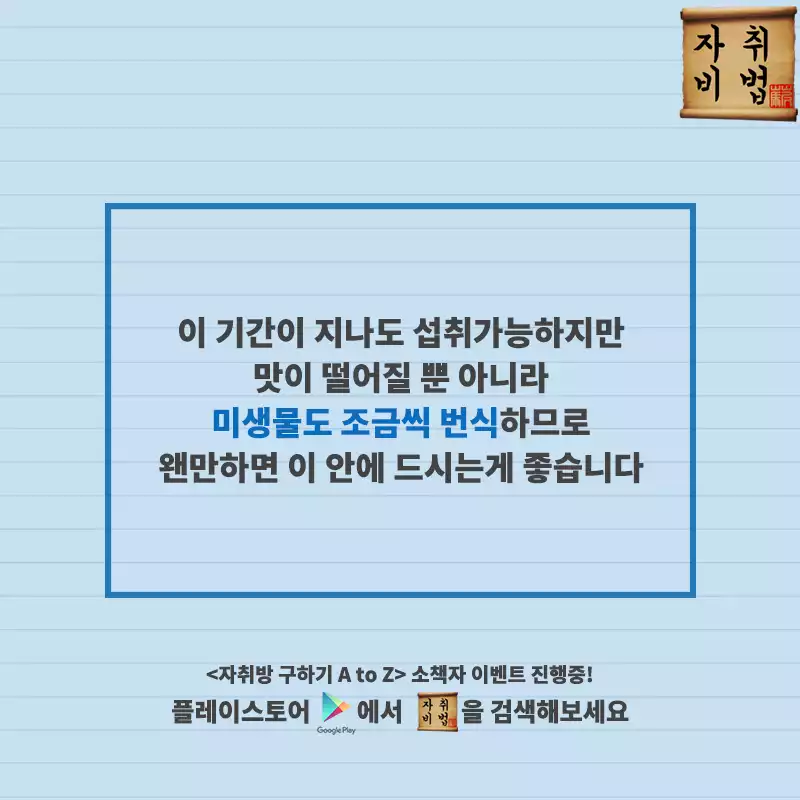 자취
비법
이 기간이 지나도 섭취가능하지만
맛이 떨어질 뿐 아니라
미생물도 조금씩 번식하므로
왠만하면 이 안에 드시는게 좋습니다
<자취방 구하기 A to Z> 소책자 이벤트 진행중!
플레이스토어 Google Play 에서 자취비법 을 검색해보세요